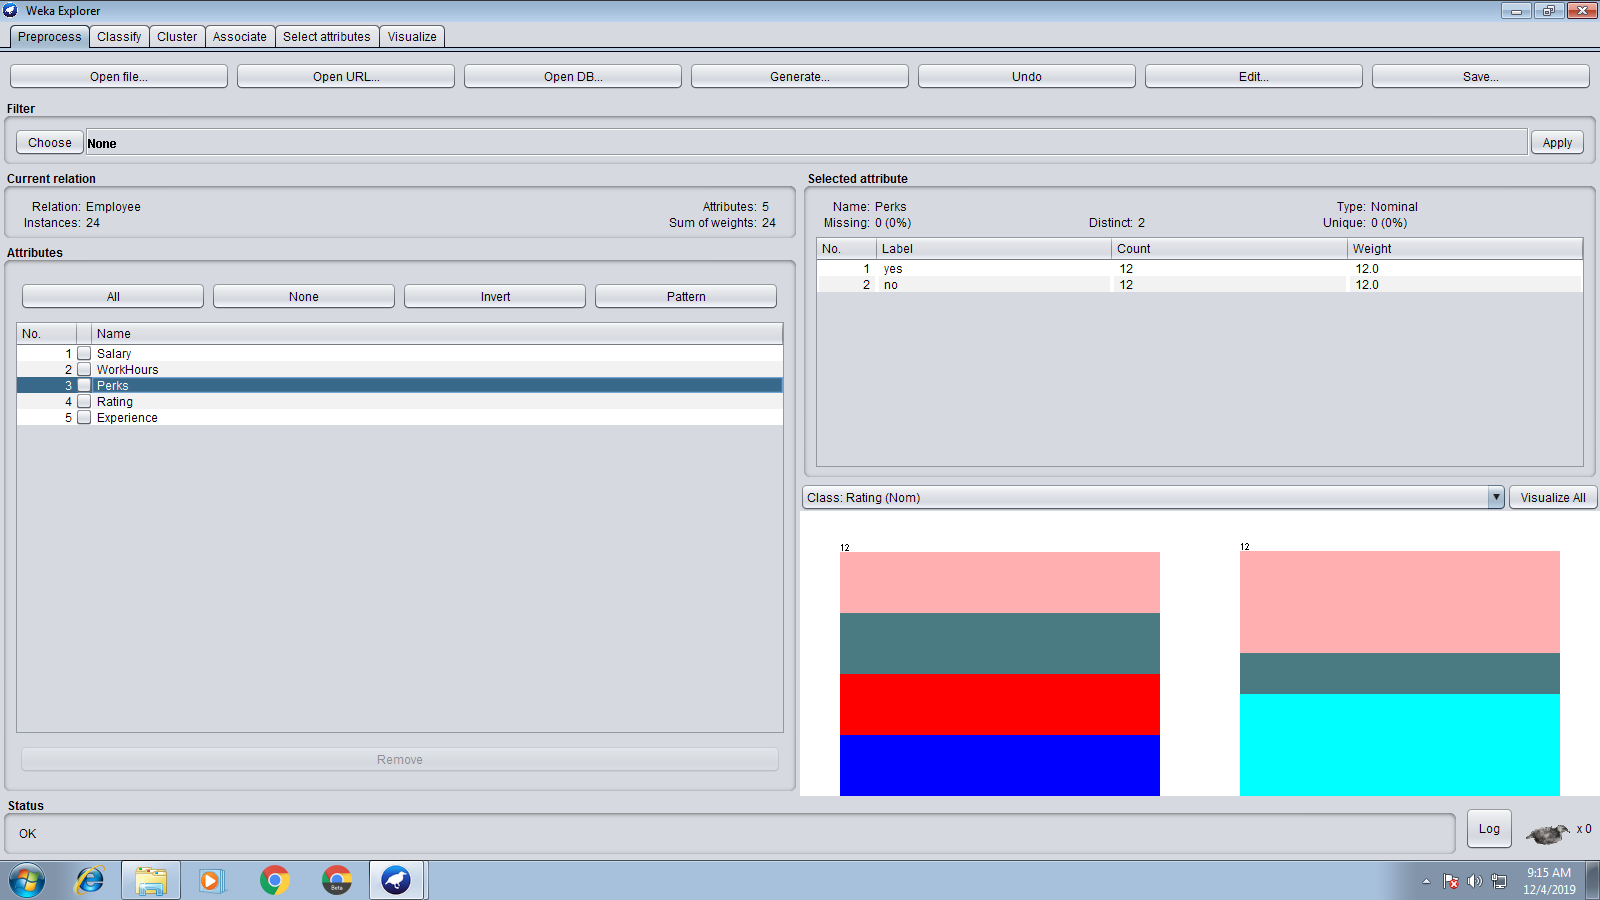 Weka Explorer
Preprocess Classify Cluster Associate Select attributes Visualize
Open file... Open URL... Open DB... Generate... Undo Edit... Save...
Filter
Choose None Apply
Current relation
Relation: Employee Attributes: 5
Instances: 24 Sum of weights: 24
Attributes
All None Invert Pattern
No. Name
1 Salary
2 WorkHours
3 Perks
4 Rating
5 Experience
Remove
Selected attribute
Name: Perks Type: Nominal
Missing: 0 (0%) Distinct: 2 Unique: 0 (0%)
No. Label Count Weight
1 yes 12 12.0
2 no 12 12.0
Class: Rating (Nom) Visualize All
12 12
Status
OK Log x 0
Beta
9:15 AM
12/4/2019